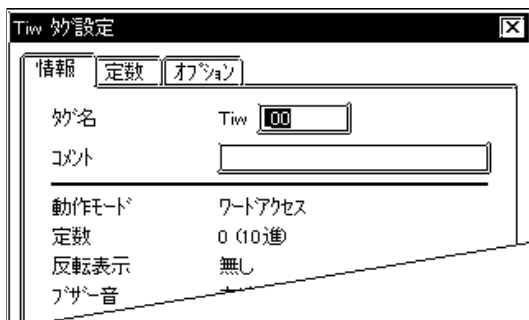 Tiw ﾀｸﾞ設定
情報 定数 ｵﾌﾟｼｮﾝ
ﾀｸﾞ名 Tiw 00
ｺﾒﾝﾄ
動作ﾓｰﾄﾞ ﾜｰﾄﾞｱｸｾｽ
定数 0 (10進)
反転表示 無し
ﾌﾞｻﾞｰ音